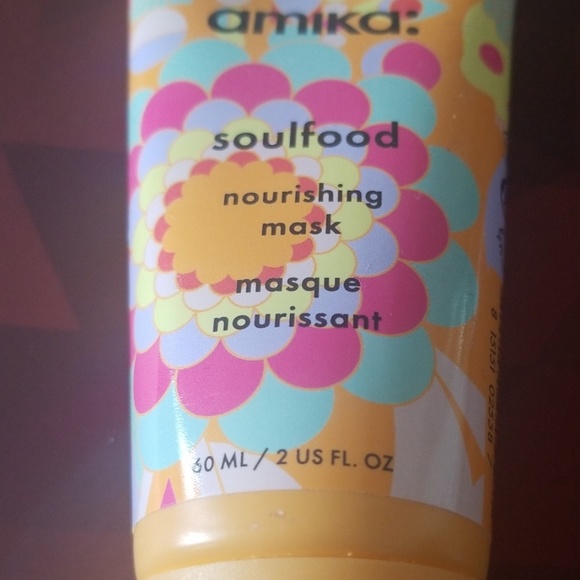 amika:
soulfood
nourishing
mask
masque
nourissant
60 ML / 2 US FL. OZ